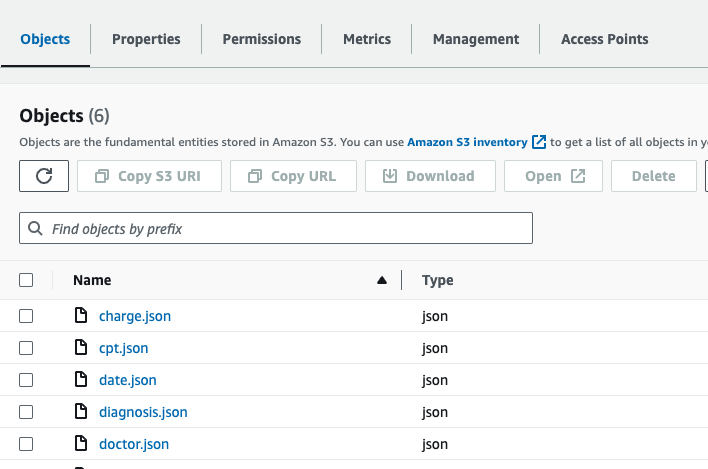 Objects Properties Permissions Metrics Management Access Points
Objects (6)
Objects are the fundamental entities stored in Amazon S3. You can use Amazon S3 inventory to get a list of all objects in
Copy S3 URI Copy URL Download Open Delete
Find objects by prefix
Name Type
charge.json json
cpt.json json
date.json json
diagnosis.json json
doctor.json json